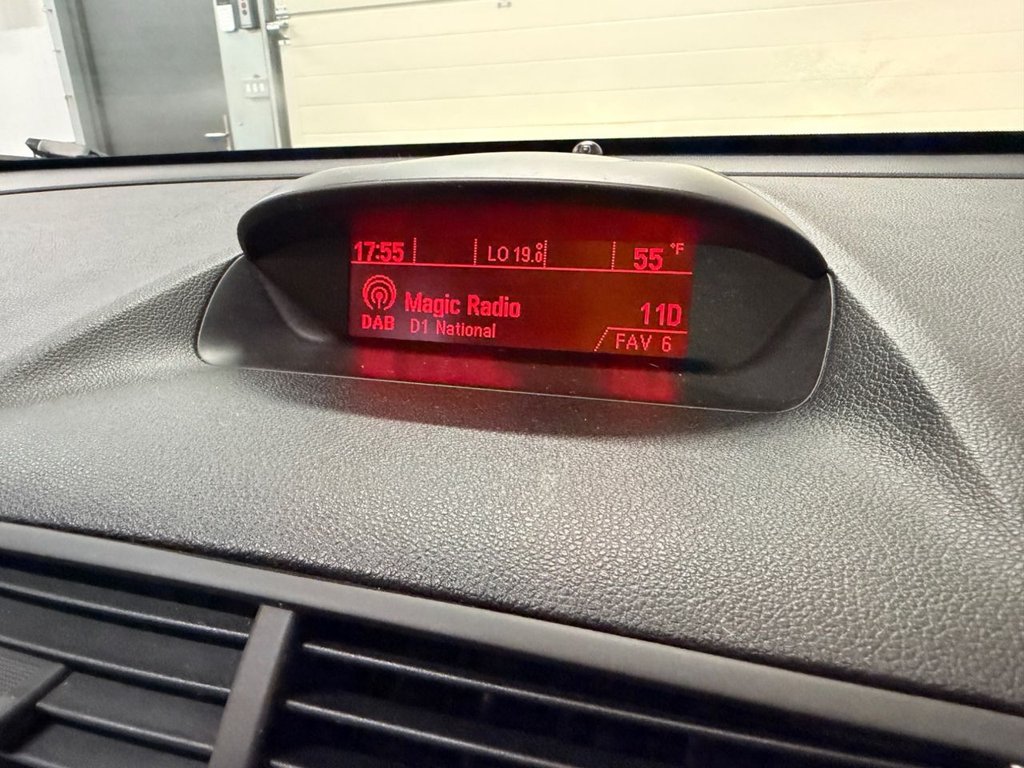 17:55 LO 19.0° 55 °F
Magic Radio 11D
DAB D1 National
FAV 6